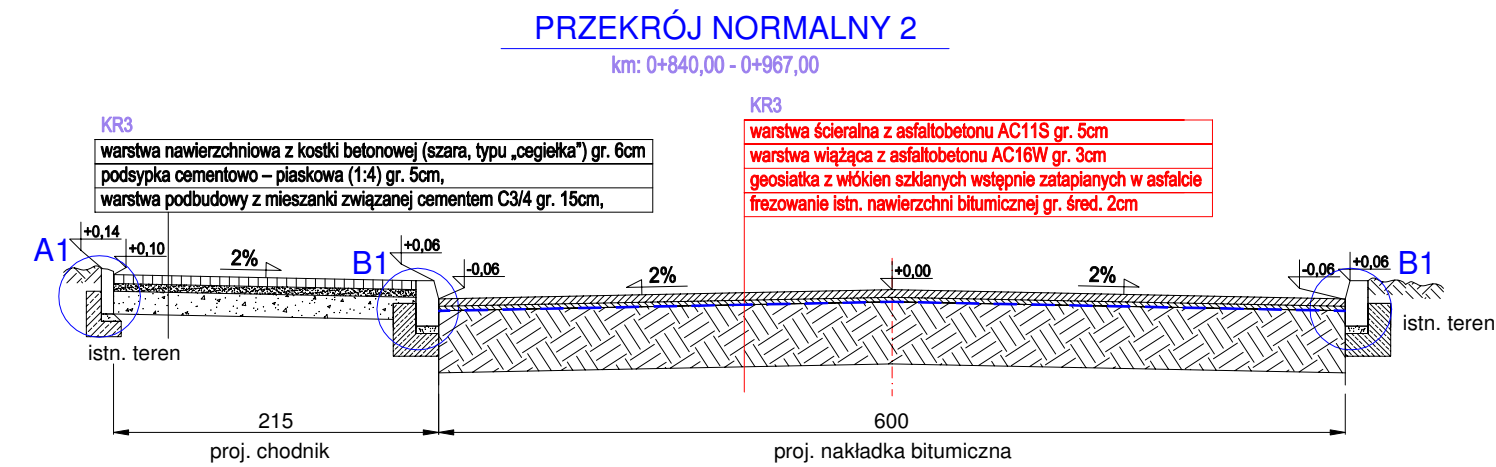 PRZEKRÓJ NORMALNY 2
km: 0+840,00 - 0+967,00
KR3
warstwa nawierzchniowa z kostki betonowej (szara, typu „cegiełka”) gr. 6cm
podsypka cementowo – piaskowa (1:4) gr. 5cm,
warstwa podbudowy z mieszanki związanej cementem C3/4 gr. 15cm,
KR3
warstwa ścieralna z asfaltobetonu AC11S gr. 5cm
warstwa wiążąca z asfaltobetonu AC16W gr. 3cm
geosiatka z włókien szklanych wstępnie zatapianych w asfalcie
frezowanie istn. nawierzchni bitumicznej gr. śred. 2cm
A1
+0,14
+0,10
2%
B1
+0,06
-0,06
2%
+0,00
2%
-0,06
+0,06
B1
istn. teren
istn. teren
215
proj. chodnik
600
proj. nakładka bitumiczna